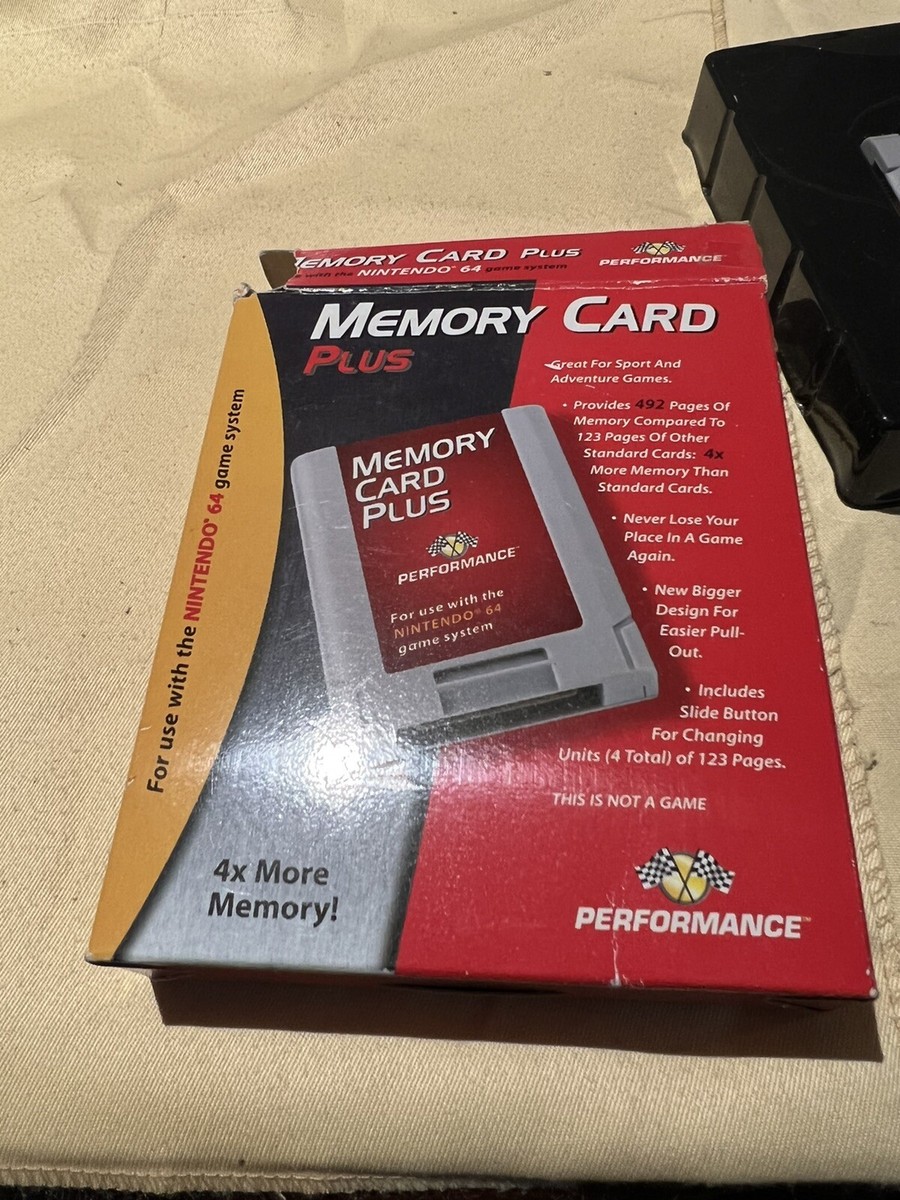 EMORY CARD PLUS
with the NINTENDO® 64 game system
PERFORMANCE™
MEMORY CARD
PLUS
Great For Sport And
Adventure Games.
• Provides 492 Pages Of
Memory Compared To
123 Pages Of Other
Standard Cards: 4x
More Memory Than
Standard Cards.
• Never Lose Your
Place In A Game
Again.
• New Bigger
Design For
Easier Pull-
Out.
• Includes
Slide Button
For Changing
Units (4 Total) of 123 Pages.
THIS IS NOT A GAME
PERFORMANCE™
For use with the NINTENDO® 64 game system
MEMORY
CARD
PLUS
PERFORMANCE™
For use with the
NINTENDO® 64
game system
4x More
Memory!